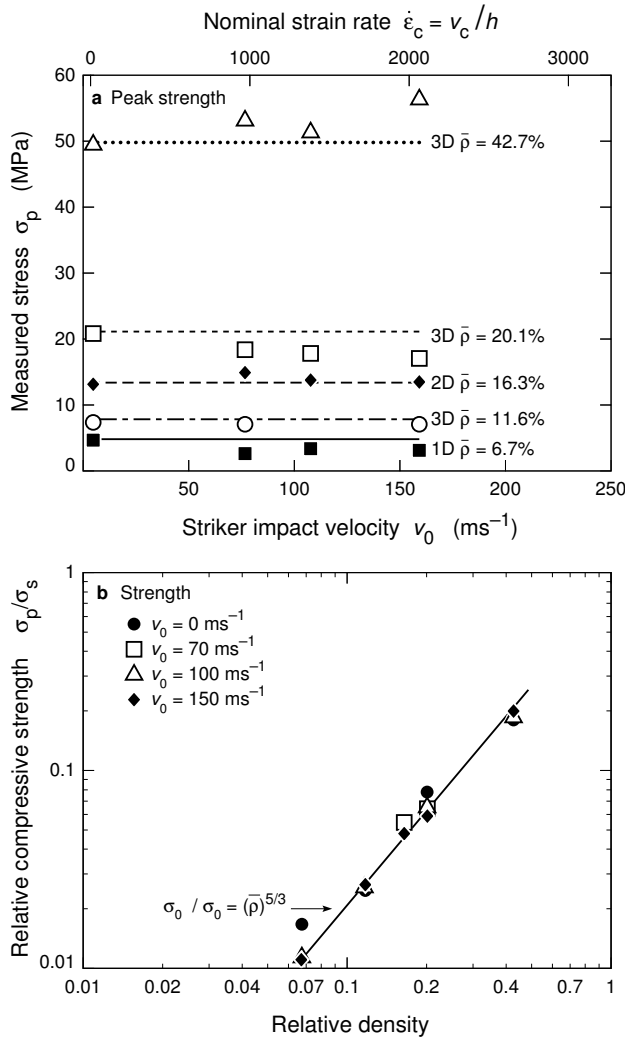 Nominal strain rate ε̇c = vc/h
0 1000 2000 3000
60
50
40
30
20
10
0
Measured stress σp (MPa)
a Peak strength
3D ρ̄ = 42.7%
3D ρ̄ = 20.1%
2D ρ̄ = 16.3%
3D ρ̄ = 11.6%
1D ρ̄ = 6.7%
50 100 150 200 250
Striker impact velocity v0 (ms−1)
1
0.1
0.01
Relative compressive strength σp/σs
b Strength
v0 = 0 ms−1
v0 = 70 ms−1
v0 = 100 ms−1
v0 = 150 ms−1
σ0 / σ0 = (ρ̄)5/3
0.01 0.02 0.04 0.07 0.1 0.2 0.4 0.7 1
Relative density